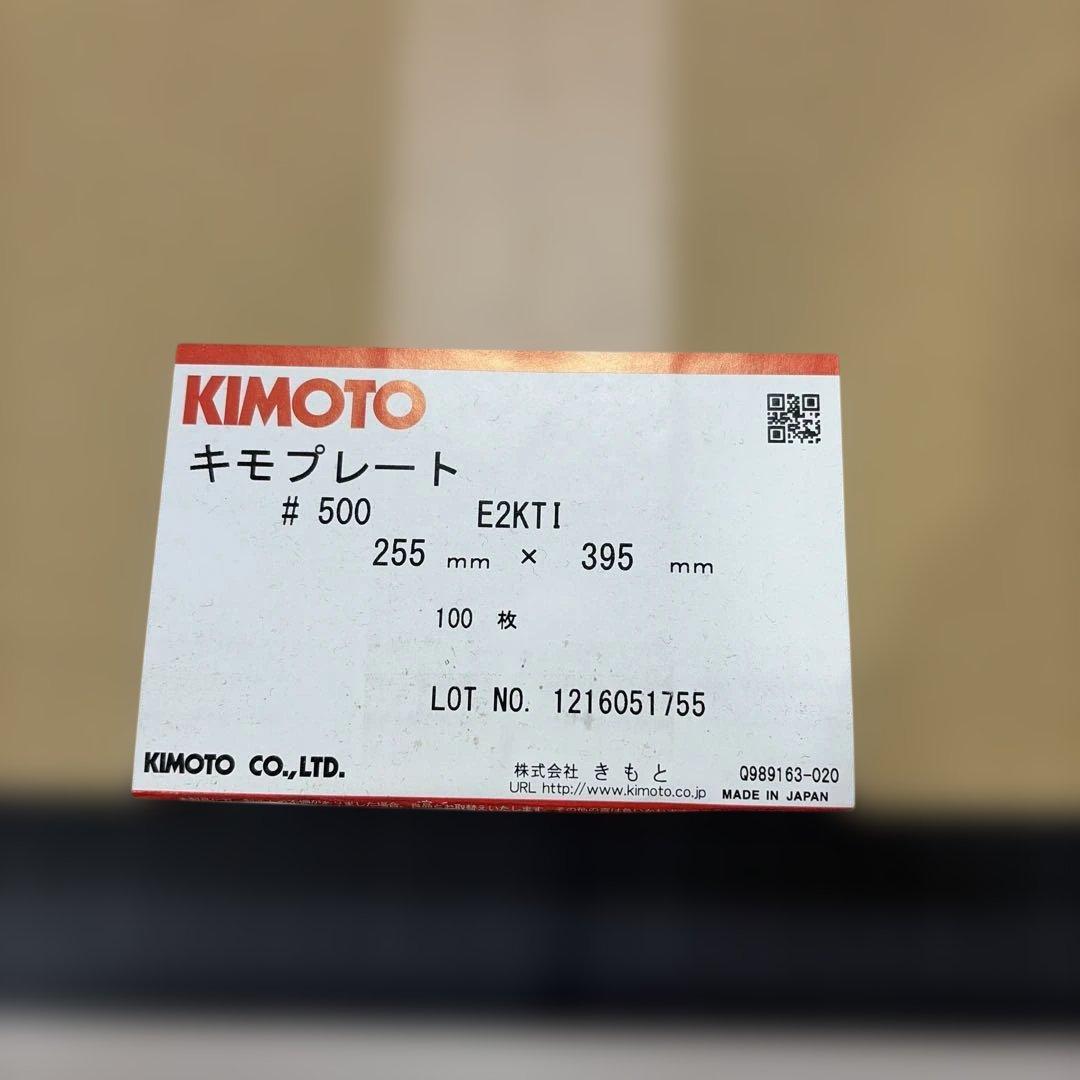 KIMOTO
キモプレート
# 500 E2KTI
255 mm × 395 mm
100 枚
LOT NO. 1216051755
KIMOTO CO.,LTD.
株式会社 きもと
URL http://www.kimoto.co.jp
Q989163-020
MADE IN JAPAN